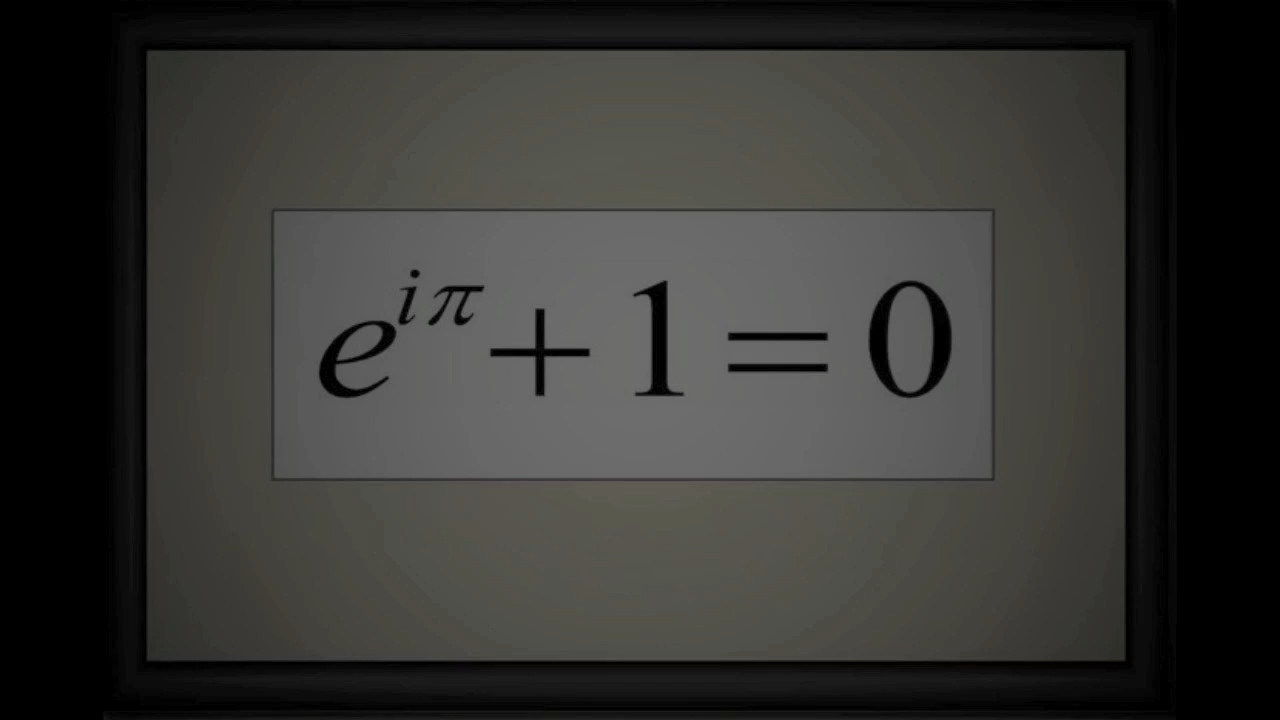 e^{iπ} + 1 = 0